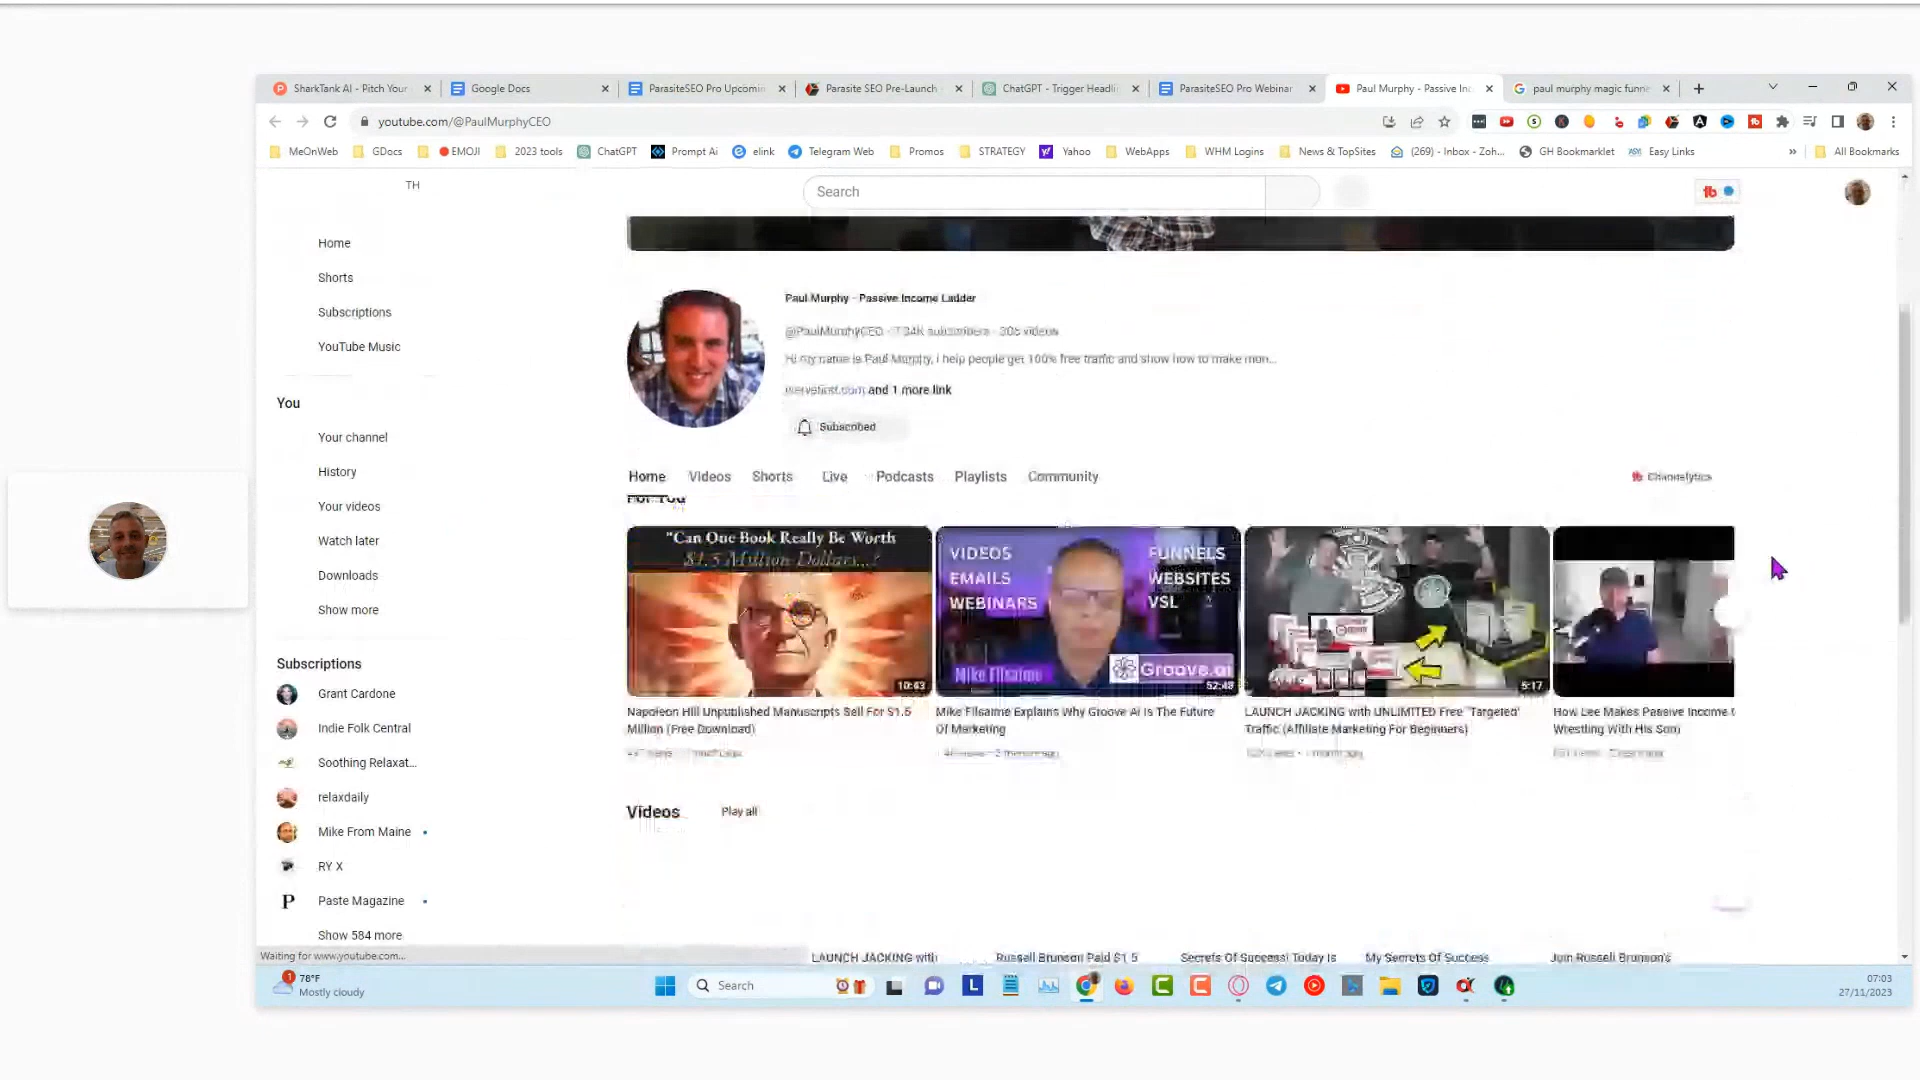 SharkTank AI - Pitch Your
Google Docs
ParasiteSEO Pro Upcomin
Parasite SEO Pre-Launch
ChatGPT - Trigger Headli
ParasiteSEO Pro Webinar
Paul Murphy - Passive Inc
paul murphy magic funne
youtube.com/@PaulMurphyCEO
MeOnWeb
GDocs
EMOJI
2023 tools
ChatGPT
Prompt Ai
elink
Telegram Web
Promos
STRATEGY
Yahoo
WebApps
WHM Logins
News & TopSites
(269) - Inbox - Zoh...
GH Bookmarklet
Easy Links
»
All Bookmarks
TH
Search
Home
Shorts
Subscriptions
YouTube Music
You
Your channel
History
Your videos
Watch later
Downloads
Show more
Subscriptions
Grant Cardone
Indie Folk Central
Soothing Relaxat...
relaxdaily
Mike From Maine
RY X
Paste Magazine
Show 584 more
Waiting for www.youtube.com...
Paul Murphy - Passive Income Ladder
@PaulMurphyCEO
subscribers
videos
Hi my name is Paul Murphy, i help people get 100% free traffic and show how to make mon...
and 1 more link
Subscribed
Home
Videos
Shorts
Live
Podcasts
Playlists
Community
Channelytics
For You
"Can One Book Really Be Worth
$1.5 Million Dollars...?
10:43
VIDEOS
EMAILS
WEBINARS
FUNNELS
WEBSITES
VSL
Mike Filsaime
Groove.ai
52:48
5:17
Napoleon Hill Unpublished Manuscripts Sell For $1.5
Million (Free Download)
Mike Filsaime Explains Why Groove Ai Is The Future
Of Marketing
LAUNCH JACKING with UNLIMITED Free "Targeted"
Traffic (Affiliate Marketing For Beginners)
How Lee Makes Passive Income
Wrestling With His Son
Videos
Play all
LAUNCH JACKING with
Russell Brunson Paid $1.5
Secrets Of Success! Today is
My Secrets Of Success
Join Russell Brunson's
78°F
Mostly cloudy
Search
07:03
27/11/2023